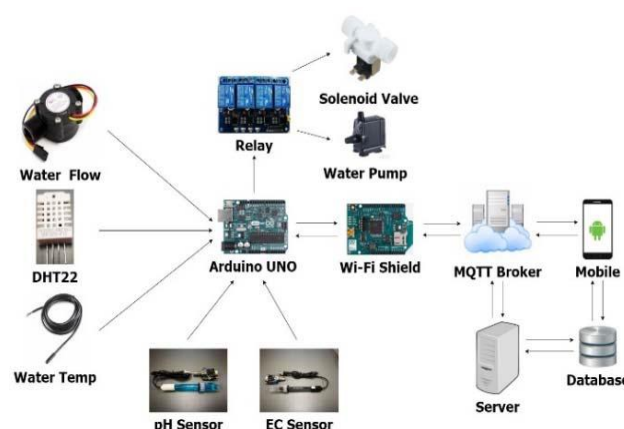 Solenoid Valve
Relay
Water Pump
Water Flow
DHT22
Arduino UNO
Wi-Fi Shield
MQTT Broker
Mobile
Water Temp
pH Sensor
EC Sensor
Server
Database